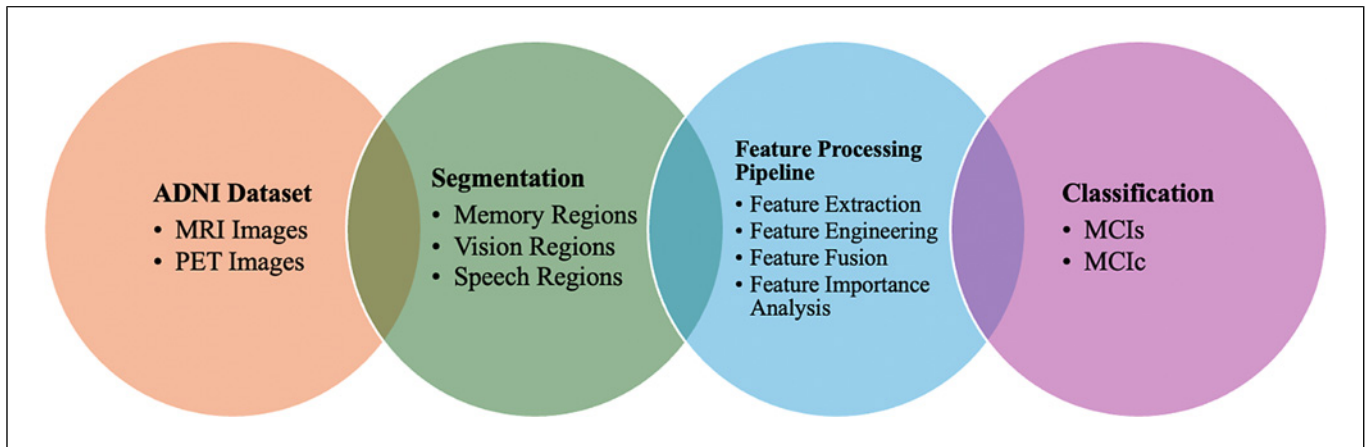 ADNI Dataset
• MRI Images
• PET Images
Segmentation
• Memory Regions
• Vision Regions
• Speech Regions
Feature Processing
Pipeline
• Feature Extraction
• Feature Engineering
• Feature Fusion
• Feature Importance
Analysis
Classification
• MCIs
• MCIc